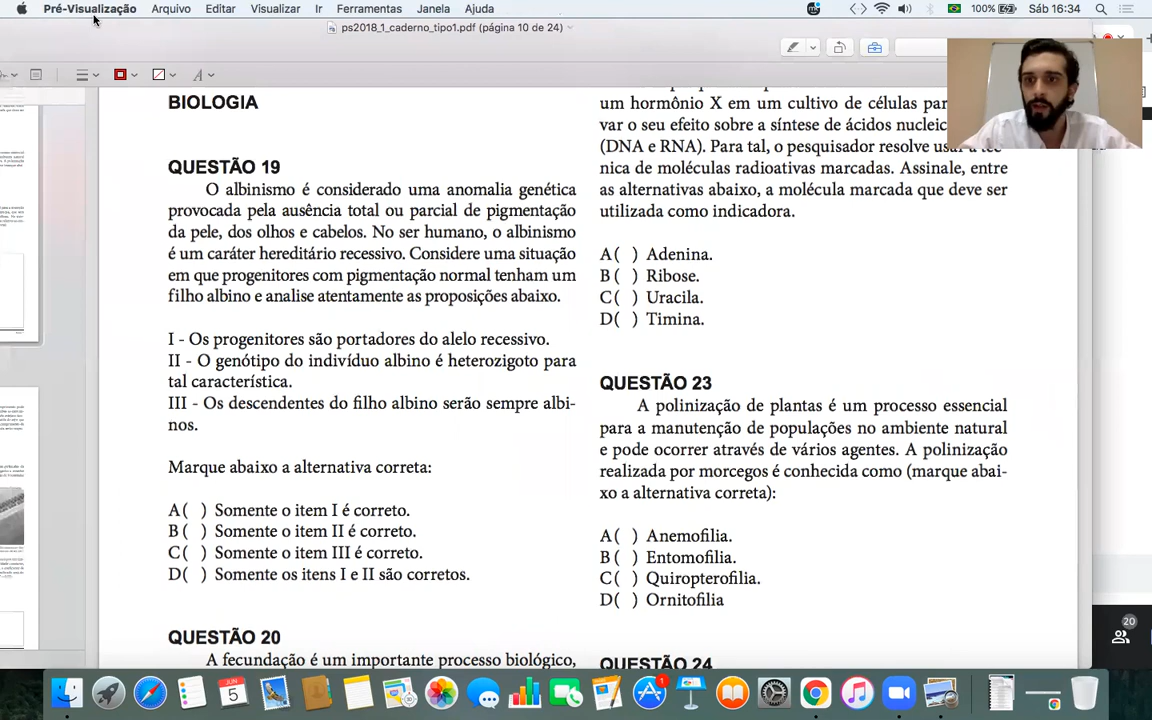 Pré-Visualização Arquivo Editar Visualizar Ir Ferramentas Janela Ajuda 100% Sáb 16:34
ps2018_1_caderno_tipo1.pdf (página 10 de 24)
BIOLOGIA
QUESTÃO 19
O albinismo é considerado uma anomalia genética
provocada pela ausência total ou parcial de pigmentação
da pele, dos olhos e cabelos. No ser humano, o albinismo
é um caráter hereditário recessivo. Considere uma situação
em que progenitores com pigmentação normal tenham um
filho albino e analise atentamente as proposições abaixo.
I - Os progenitores são portadores do alelo recessivo.
II - O genótipo do indivíduo albino é heterozigoto para
tal característica.
III - Os descendentes do filho albino serão sempre albi-
nos.
Marque abaixo a alternativa correta:
A ( ) Somente o item I é correto.
B ( ) Somente o item II é correto.
C ( ) Somente o item III é correto.
D ( ) Somente os itens I e II são corretos.
QUESTÃO 20
A fecundação é um importante processo biológico,
um hormônio X em um cultivo de células
var o seu efeito sobre a síntese de ácidos
(DNA e RNA). Para tal, o pesquisador resolve
nica de moléculas radioativas marcadas. Assinale, entre
as alternativas abaixo, a molécula marcada que deve ser
utilizada como indicadora.
A ( ) Adenina.
B ( ) Ribose.
C ( ) Uracila.
D ( ) Timina.
QUESTÃO 23
A polinização de plantas é um processo essencial
para a manutenção de populações no ambiente natural
e pode ocorrer através de vários agentes. A polinização
realizada por morcegos é conhecida como (marque abai-
xo a alternativa correta):
A ( ) Anemofilia.
B ( ) Entomofilia.
C ( ) Quiropterofilia.
D ( ) Ornitofilia
QUESTÃO 24
20
JUN
5
1